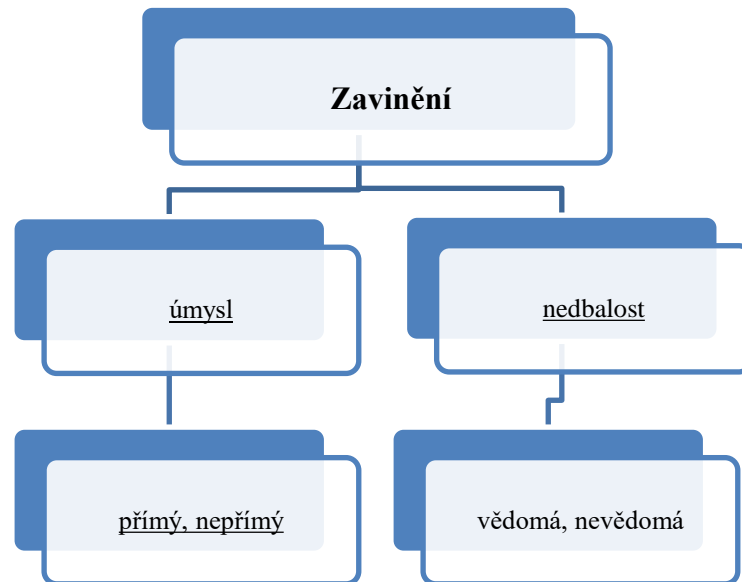 Zavinění
úmysl
nedbalost
přímý, nepřímý
vědomá, nevědomá